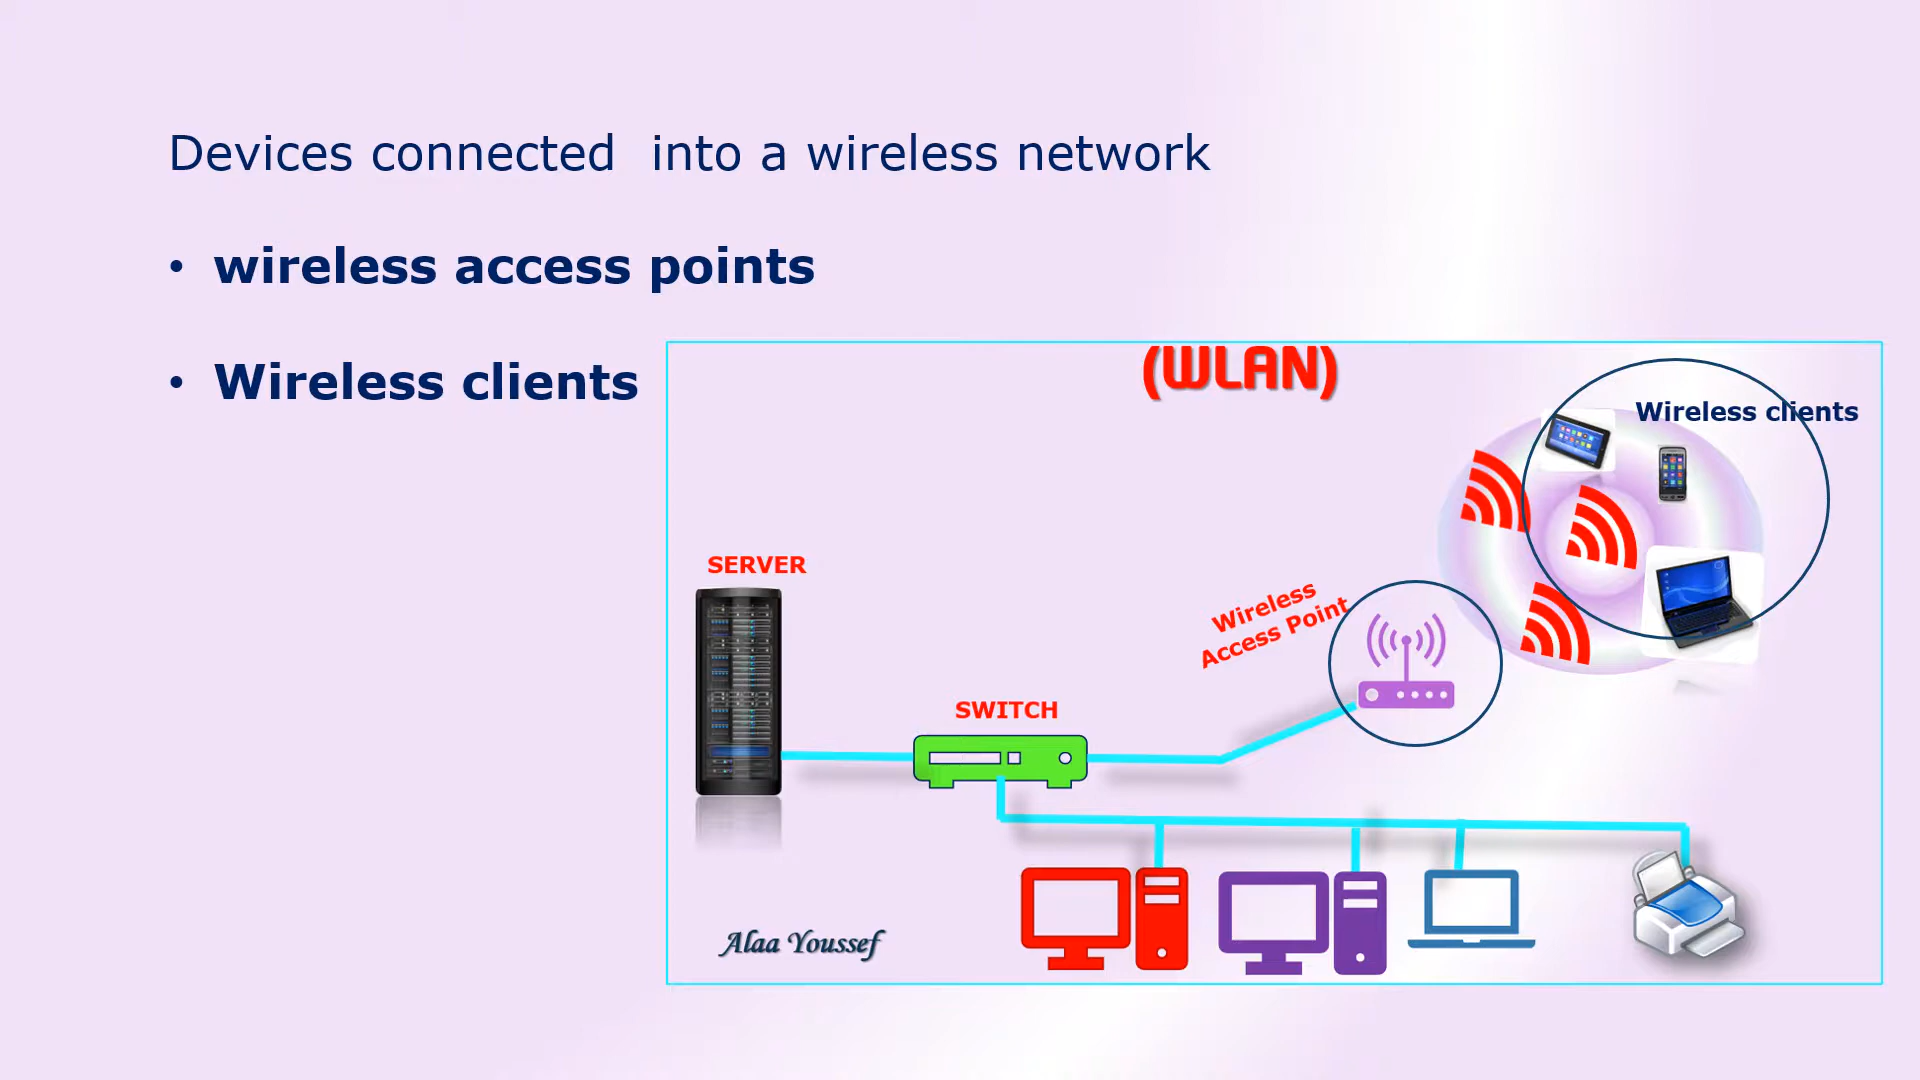 Devices connected  into a wireless network
• wireless access points
• Wireless clients
(WLAN)
Wireless clients
SERVER
Wireless
Access Point
SWITCH
Alaa Youssef